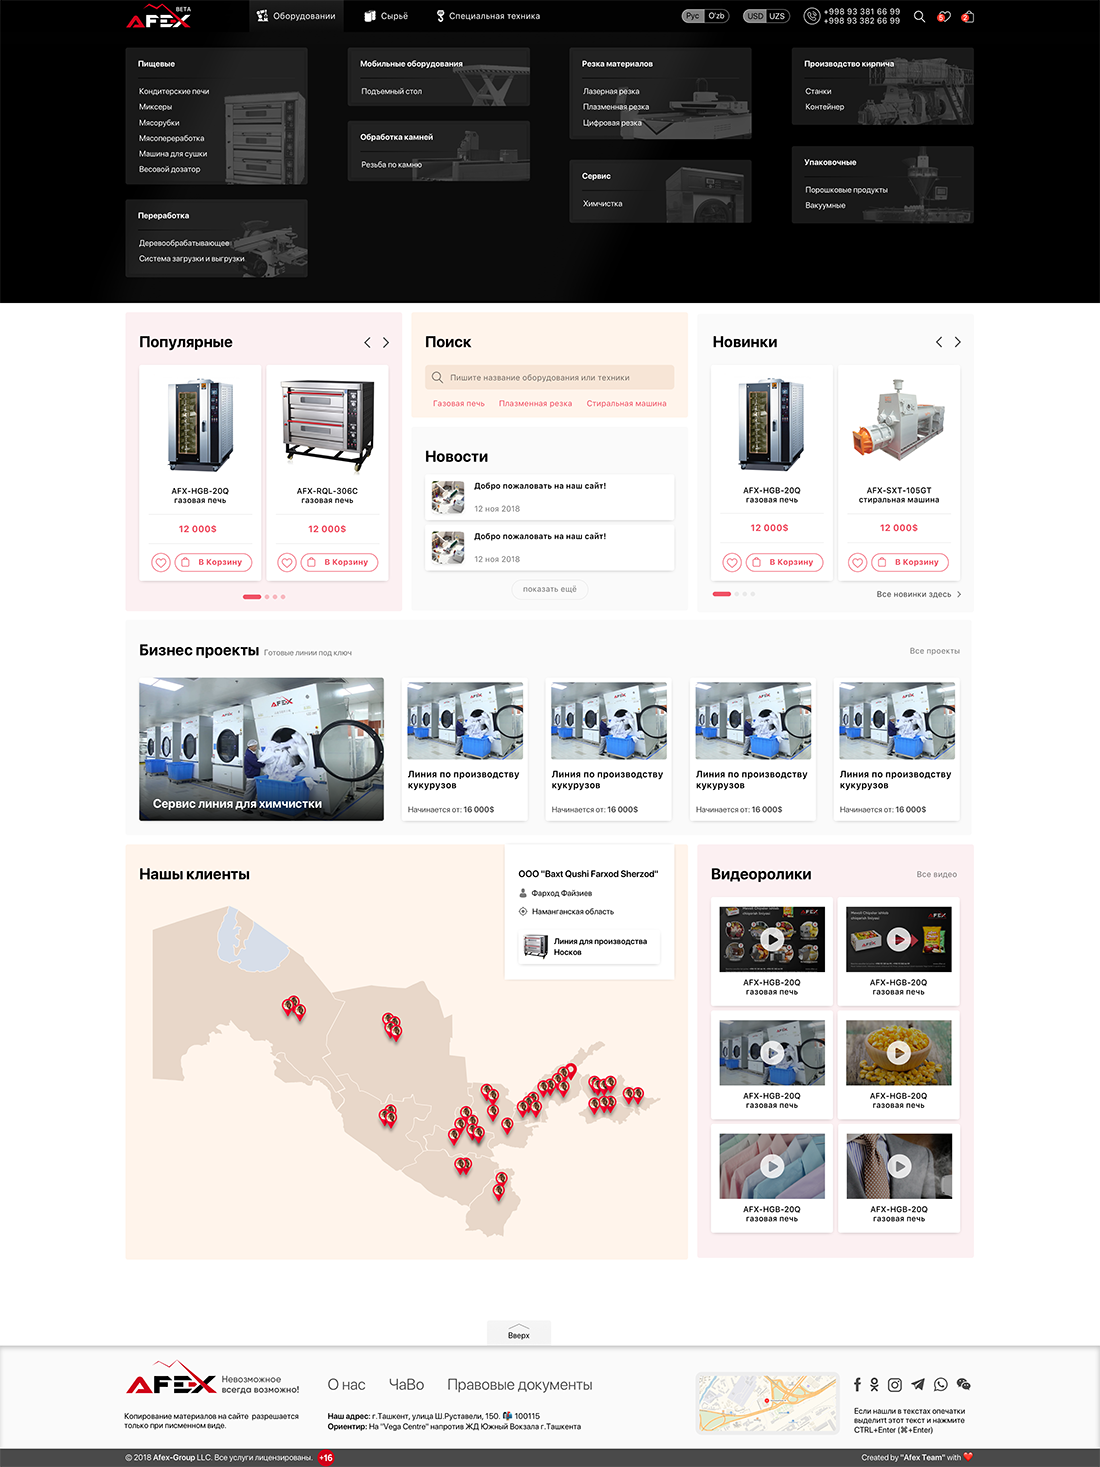 BETA
AFEX
Оборудовании
Сырьё
Специальная техника
Рус O'zb
USD UZS
+998 93 381 66 99
+998 93 382 66 99
5
2
Пищевые
Кондитерские печи
Миксеры
Мясорубки
Мясопереработка
Машина для сушки
Весовой дозатор
Переработка
Деревообрабатывающее
Система загрузки и выгрузки
Мобильные оборудования
Подъемный стол
Обработка камней
Резьба по камню
Резка материалов
Лазерная резка
Плазменная резка
Цифровая резка
Сервис
Химчистка
Производство кирпича
Станки
Контейнер
Упаковочные
Порошковые продукты
Вакуумные
Популярные
AFX-HGB-20Q
газовая печь
12 000$
В Корзину
AFX-RQL-306C
газовая печь
12 000$
В Корзину
Поиск
Пишите название оборудования или техники
Газовая печь Плазменная резка Стиральная машина
Новости
Добро пожаловать на наш сайт!
12 ноя 2018
Добро пожаловать на наш сайт!
12 ноя 2018
показать ещё
Новинки
AFX-HGB-20Q
газовая печь
12 000$
В Корзину
AFX-SXT-105GT
стиральная машина
12 000$
В Корзину
Все новинки здесь
Бизнес проекты Готовые линии под ключ
Все проекты
AFEX
Сервис линия для химчистки
Линия по производству
кукурузов
Начинается от: 16 000$
Линия по производству
кукурузов
Начинается от: 16 000$
Линия по производству
кукурузов
Начинается от: 16 000$
Линия по производству
кукурузов
Начинается от: 16 000$
Нашы клиенты
ООО "Baxt Qushi Farxod Sherzod"
Фарход Файзиев
Наманганская область
Линия для производства
Носков
Видеоролики
Все видео
AFX-HGB-20Q
газовая печь
AFX-HGB-20Q
газовая печь
AFX-HGB-20Q
газовая печь
AFX-HGB-20Q
газовая печь
AFX-HGB-20Q
газовая печь
AFX-HGB-20Q
газовая печь
Вверх
AFEX
Невозможное
всегда возможно!
Копирование материалов на сайте разрешается
только при писменном виде.
О нас
ЧаВо
Правовые документы
Наш адрес: г.Ташкент, улица Ш.Руставели, 150. 100115
Ориентир: На "Vega Centre" напротив ЖД Южный Вокзала г.Ташкента
Если нашли в текстах опечатки
выделитт этот текст и нажмите
CTRL+Enter (⌘+Enter)
© 2018 Afex-Group LLC. Все услуги лицензированы. +16
Created by "Afex Team" with ❤️